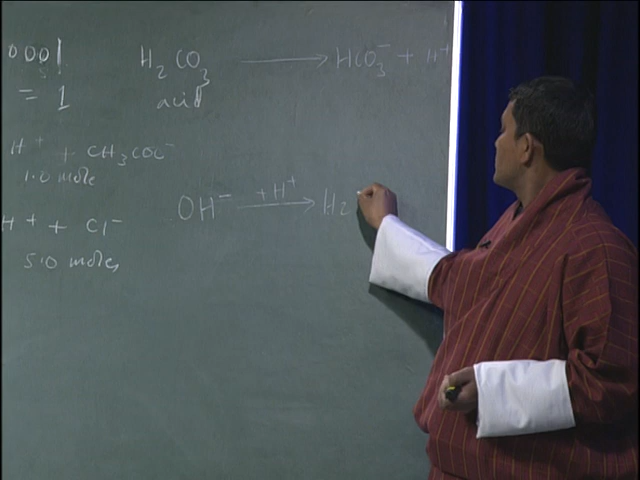 0001
= 1
H⁺ + CH₃COO⁻
1.0 mole
H⁺ + Cl⁻
5.0 moles
H₂CO₃ → HCO₃⁻ + H⁺
acid
OH⁻ +H⁺ → H₂